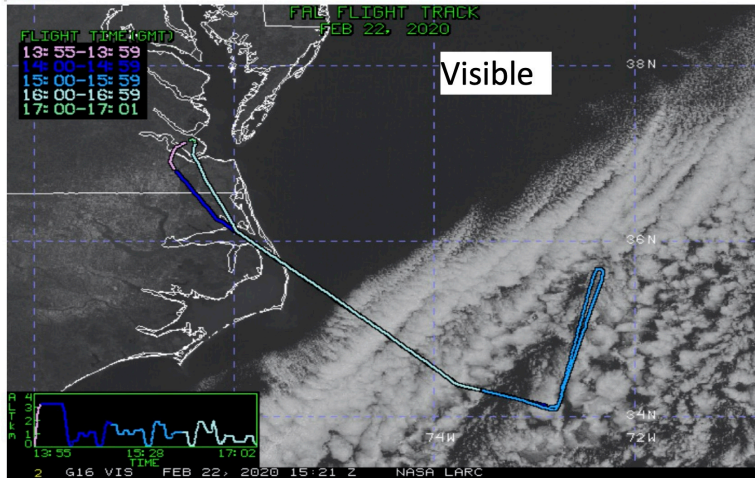 FAL FLIGHT TRACK
FEB 22, 2020
FLIGHT TIME(GMT)
13:55-13:59
14:00-14:59
15:00-15:59
16:00-16:59
17:00-17:01
Visible
38N
36N
34N
74W
72W
ALT km
4
3
2
1
0
13:55 15:28 17:02
TIME
2 G16 VIS FEB 22, 2020 15:21 Z NASA LARC